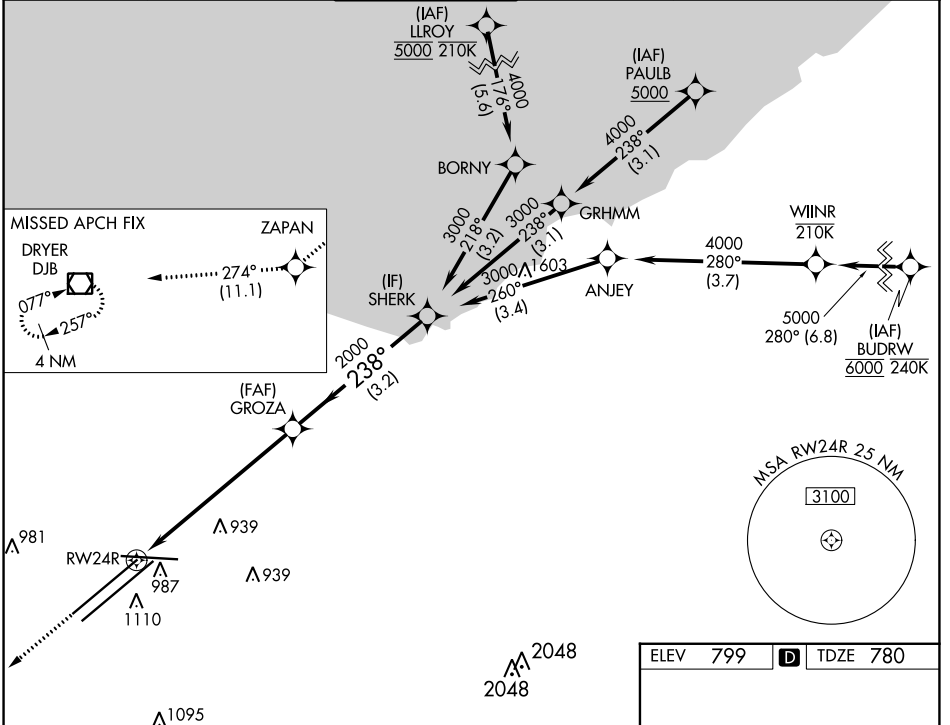 (IAF)
LLROY
5000 210K
4000
176°
(5.6)
(IAF)
PAULB
5000
4000
238°
(3.1)
BORNY
GRHMM
3000
218°
(3.2)
3000
238°
(3.1)
WIINR
210K
4000
280°
(3.7)
ANJEY
1603
3000
260°
(3.4)
(IF)
SHERK
5000
280° (6.8)
(IAF)
BUDRW
6000 240K
MISSED APCH FIX
DRYER
DJB
ZAPAN
274°
(11.1)
077°
257°
4 NM
2000
238°
(3.2)
(FAF)
GROZA
MSA RW24R 25 NM
3100
981
939
RW24R
987
939
1110
2048
2048
1095
ELEV 799 D TDZE 780